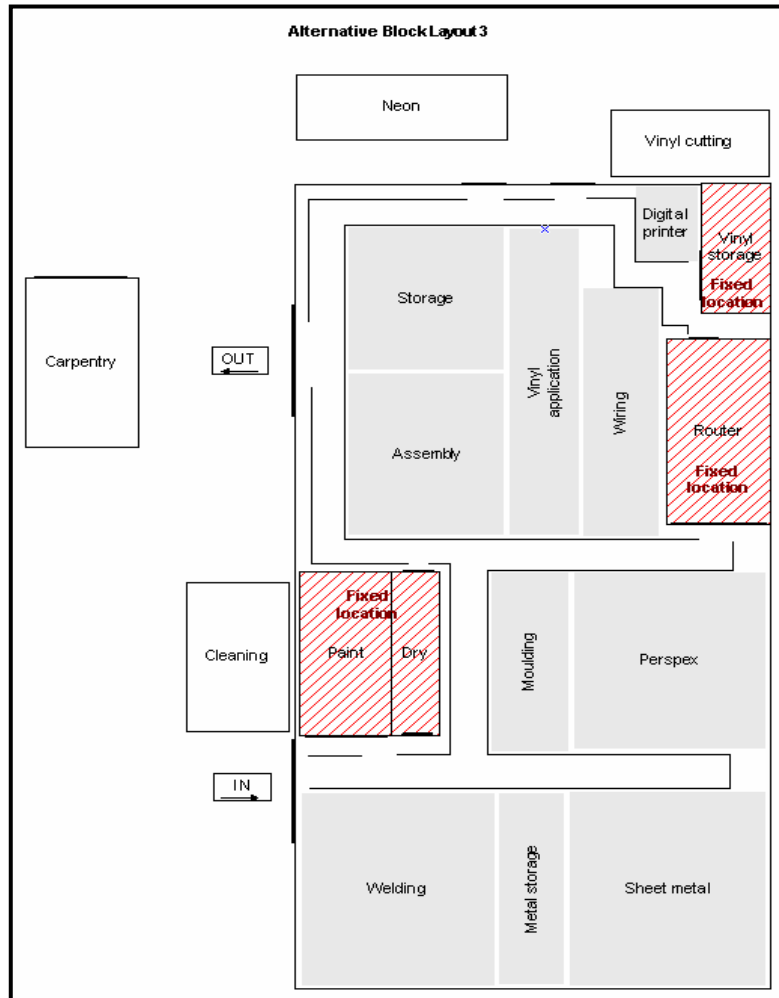 Alternative Block Layout 3
Neon
Vinyl cutting
Digital
printer
Vinyl
storage
Fixed
location
Storage
Carpentry
OUT
Vinyl
application
Wiring
Router
Fixed
location
Assembly
Fixed
location
Cleaning
Paint
Dry
Moulding
Perspex
IN
Welding
Metal storage
Sheet metal